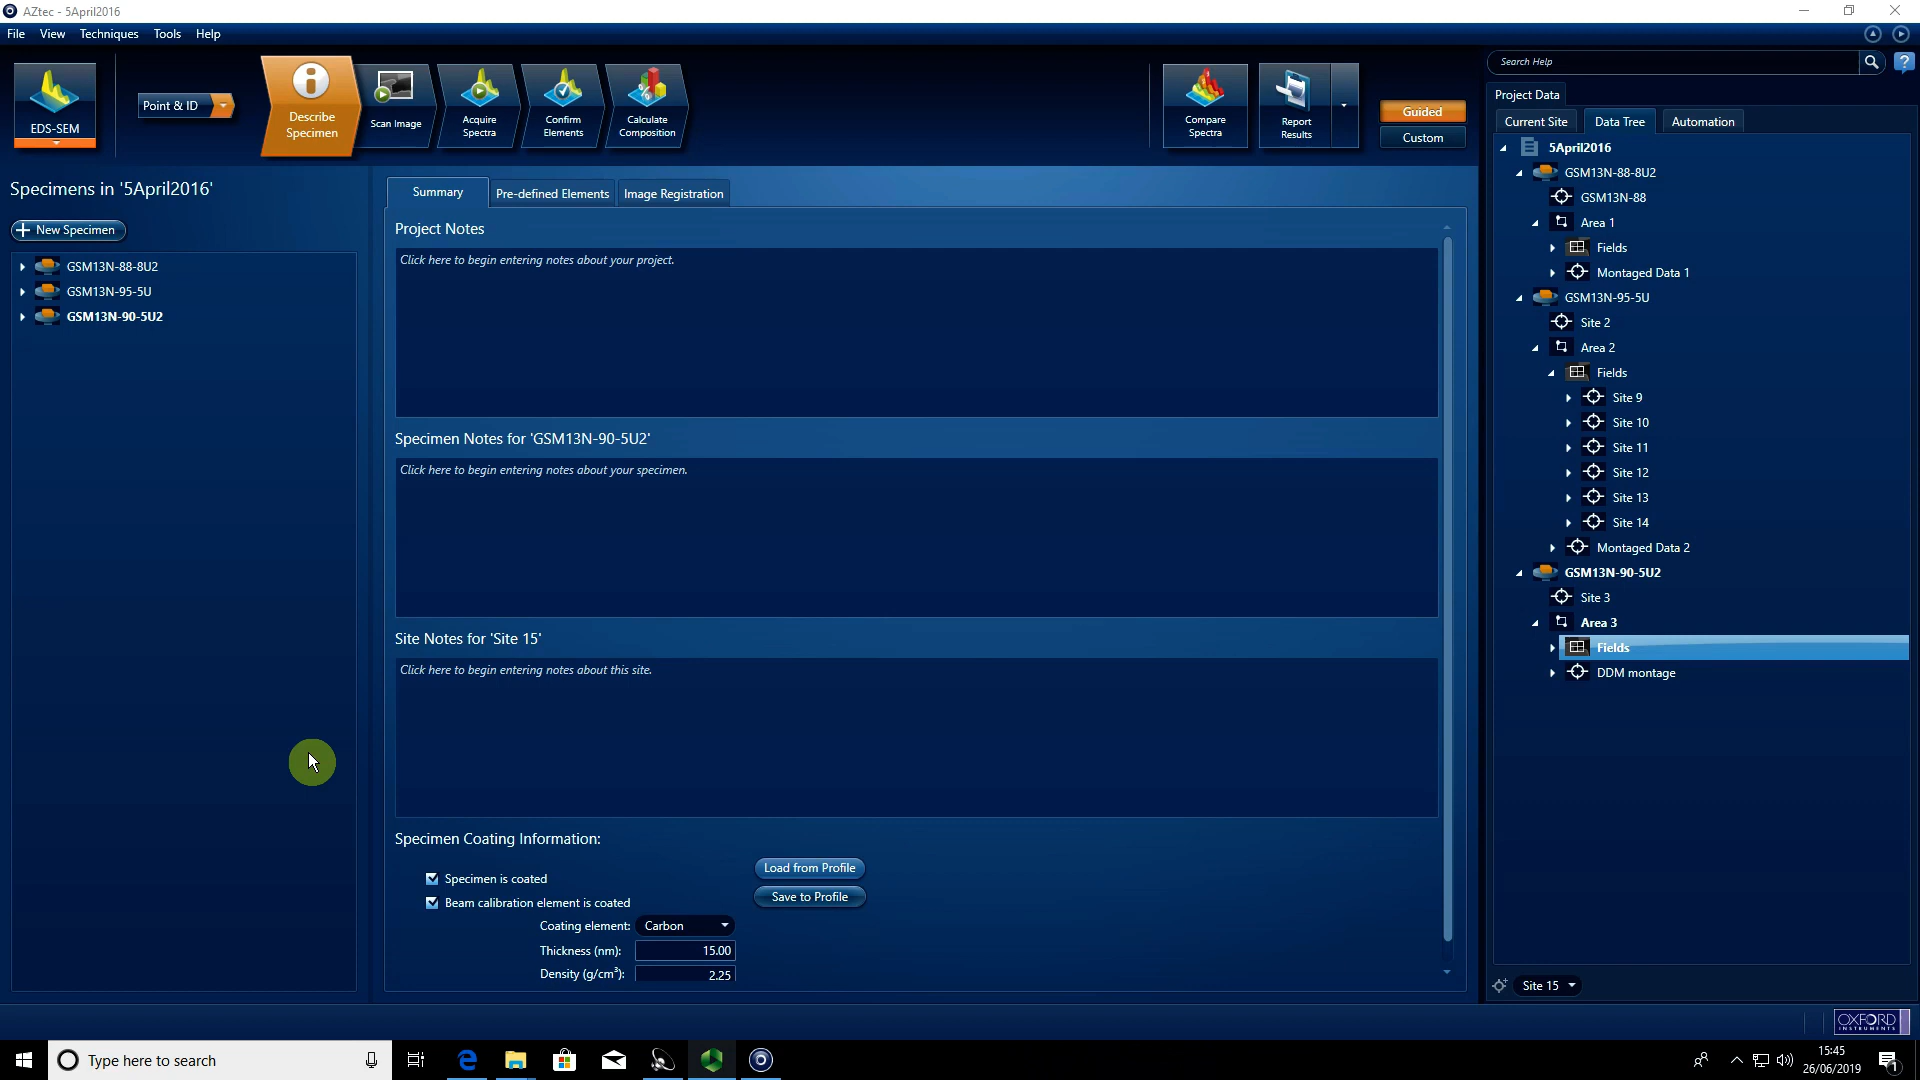 AZtec - 5April2016
File View Techniques Tools Help
EDS-SEM
Point & ID
Describe Specimen
Scan Image
Acquire Spectra
Confirm Elements
Calculate Composition
Compare Spectra
Report Results
Guided
Custom
Search Help
?
Project Data
Current Site Data Tree Automation
Specimens in '5April2016'
New Specimen
GSM13N-88-8U2
GSM13N-95-5U
GSM13N-90-5U2
Summary Pre-defined Elements Image Registration
Project Notes
Click here to begin entering notes about your project.
Specimen Notes for 'GSM13N-90-5U2'
Click here to begin entering notes about your specimen.
Site Notes for 'Site 15'
Click here to begin entering notes about this site.
Specimen Coating Information:
Specimen is coated
Beam calibration element is coated
Coating element: Carbon
Thickness (nm): 15.00
Density (g/cm³): 2.25
Load from Profile
Save to Profile
5April2016
GSM13N-88-8U2
GSM13N-88
Area 1
Fields
Montaged Data 1
GSM13N-95-5U
Site 2
Area 2
Fields
Site 9
Site 10
Site 11
Site 12
Site 13
Site 14
Montaged Data 2
GSM13N-90-5U2
Site 3
Area 3
Fields
DDM montage
Site 15
OXFORD
INSTRUMENTS
Type here to search
15:45
26/06/2019
1